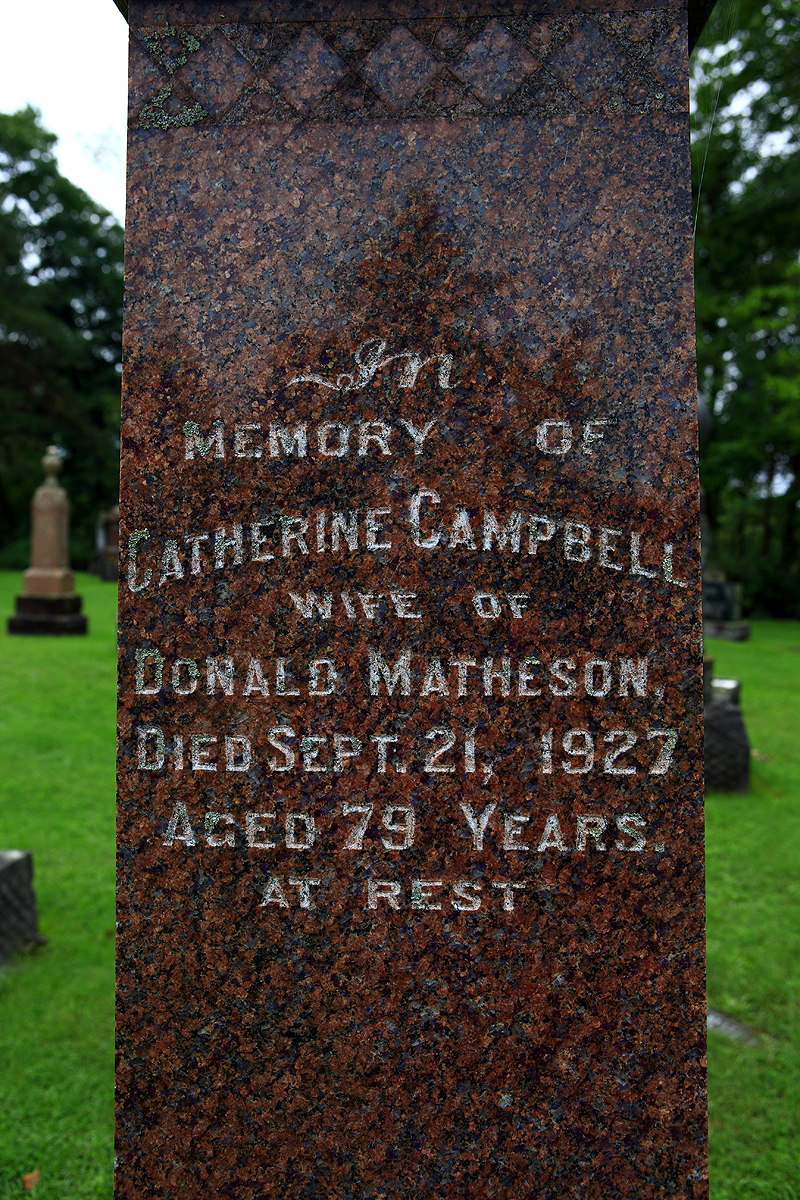 In
MEMORY OF
CATHERINE CAMPBELL
WIFE OF
DONALD MATHESON,
DIED SEPT. 21, 1927
AGED 79 YEARS.
AT REST